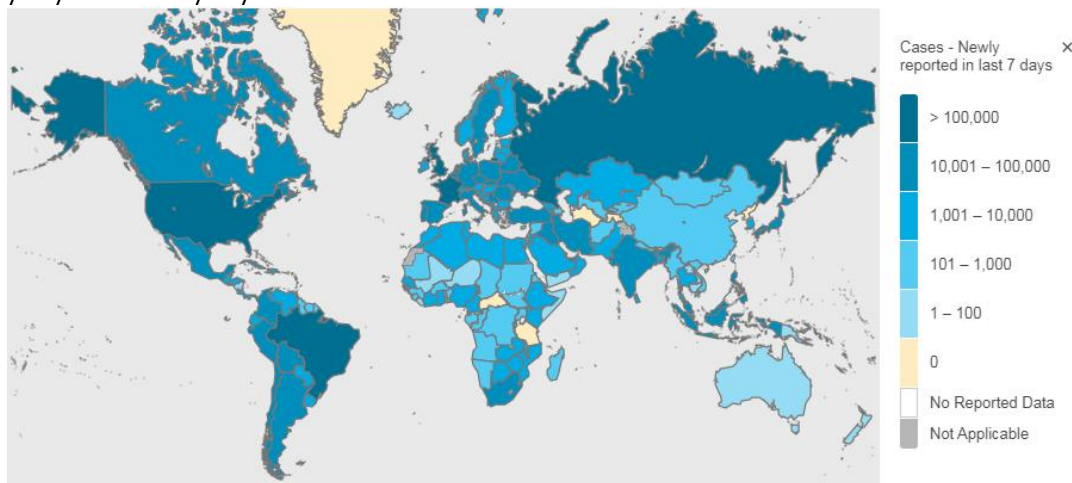 Cases - Newly ×
reported in last 7 days
> 100,000
10,001 – 100,000
1,001 – 10,000
101 – 1,000
1 – 100
0
No Reported Data
Not Applicable